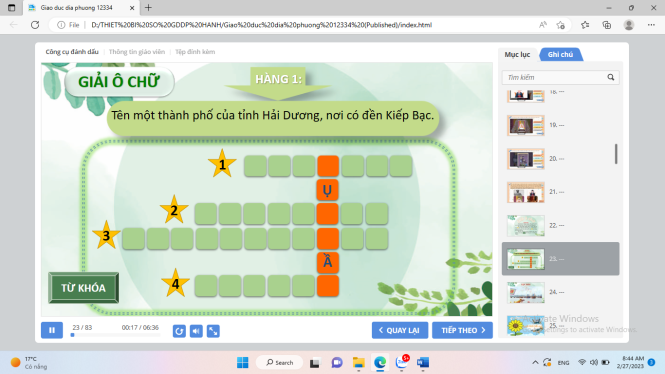 Giao duc dia phuong 12334
File
D:/THIET%20BI%20SO%20GDDP%20HANH/Giao%20duc%20dia%20phuong%2012334%20(Published)/index.html
Công cụ đánh dấu | Thông tin giáo viên | Tệp đính kèm
Mục lục
Ghi chú
GIẢI Ô CHỮ
HÀNG 1:
Tìm kiếm
Tên một thành phố của tỉnh Hải Dương, nơi có đền Kiếp Bạc.
18. ---
19. ---
20. ---
21. ---
22. ---
23. ---
24. ---
25. ---
1
Ụ
2
3
Ầ
4
TỪ KHÓA
23 / 83
00:17 / 06:36
QUAY LẠI
TIẾP THEO
ate Windows
ettings to activate Windows.
17°C
Có nắng
Search
ENG
8:44 AM
2/27/2023